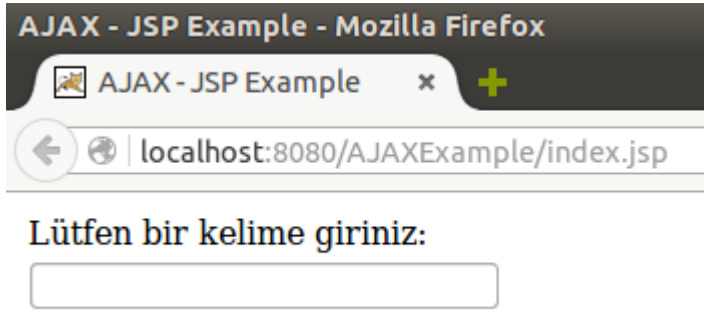 AJAX - JSP Example - Mozilla Firefox
AJAX - JSP Example
localhost:8080/AJAXExample/index.jsp
Lütfen bir kelime giriniz: